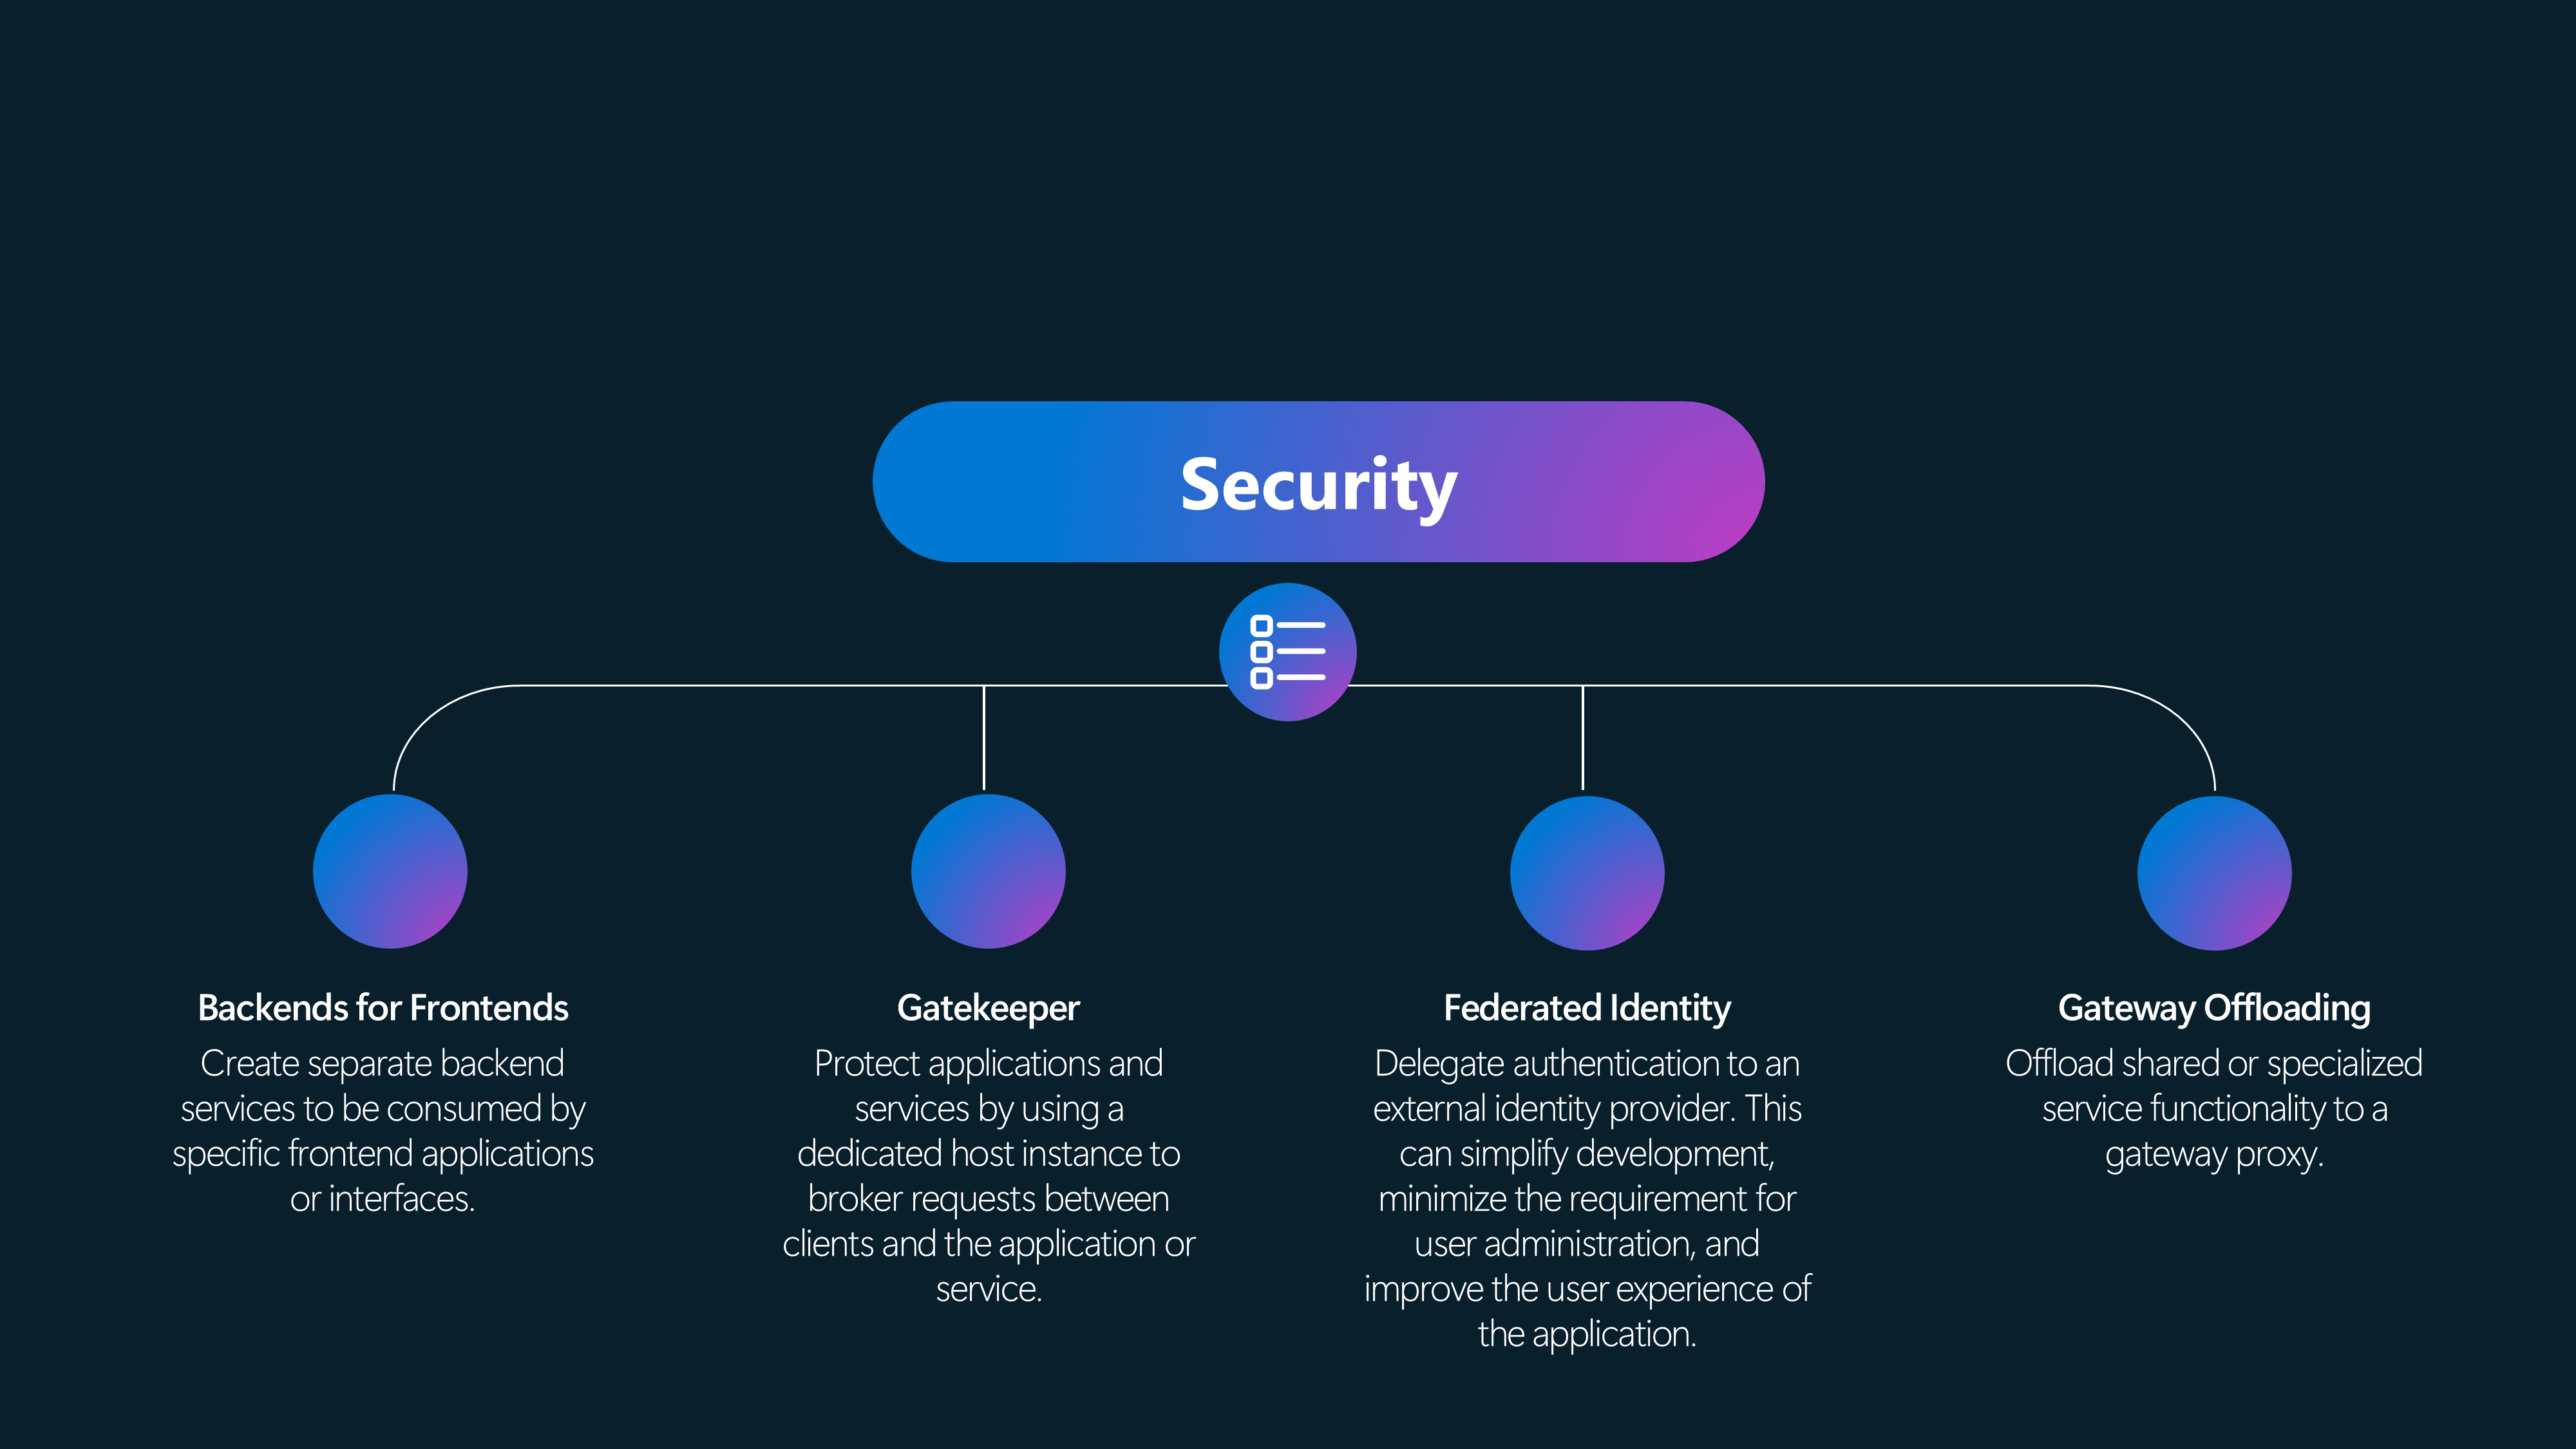 Security
Backends for Frontends
Create separate backend
services to be consumed by
specific frontend applications
or interfaces.
Gatekeeper
Protect applications and
services by using a
dedicated host instance to
broker requests between
clients and the application or
service.
Federated Identity
Delegate authentication to an
external identity provider. This
can simplify development,
minimize the requirement for
user administration, and
improve the user experience of
the application.
Gateway Offloading
Offload shared or specialized
service functionality to a
gateway proxy.